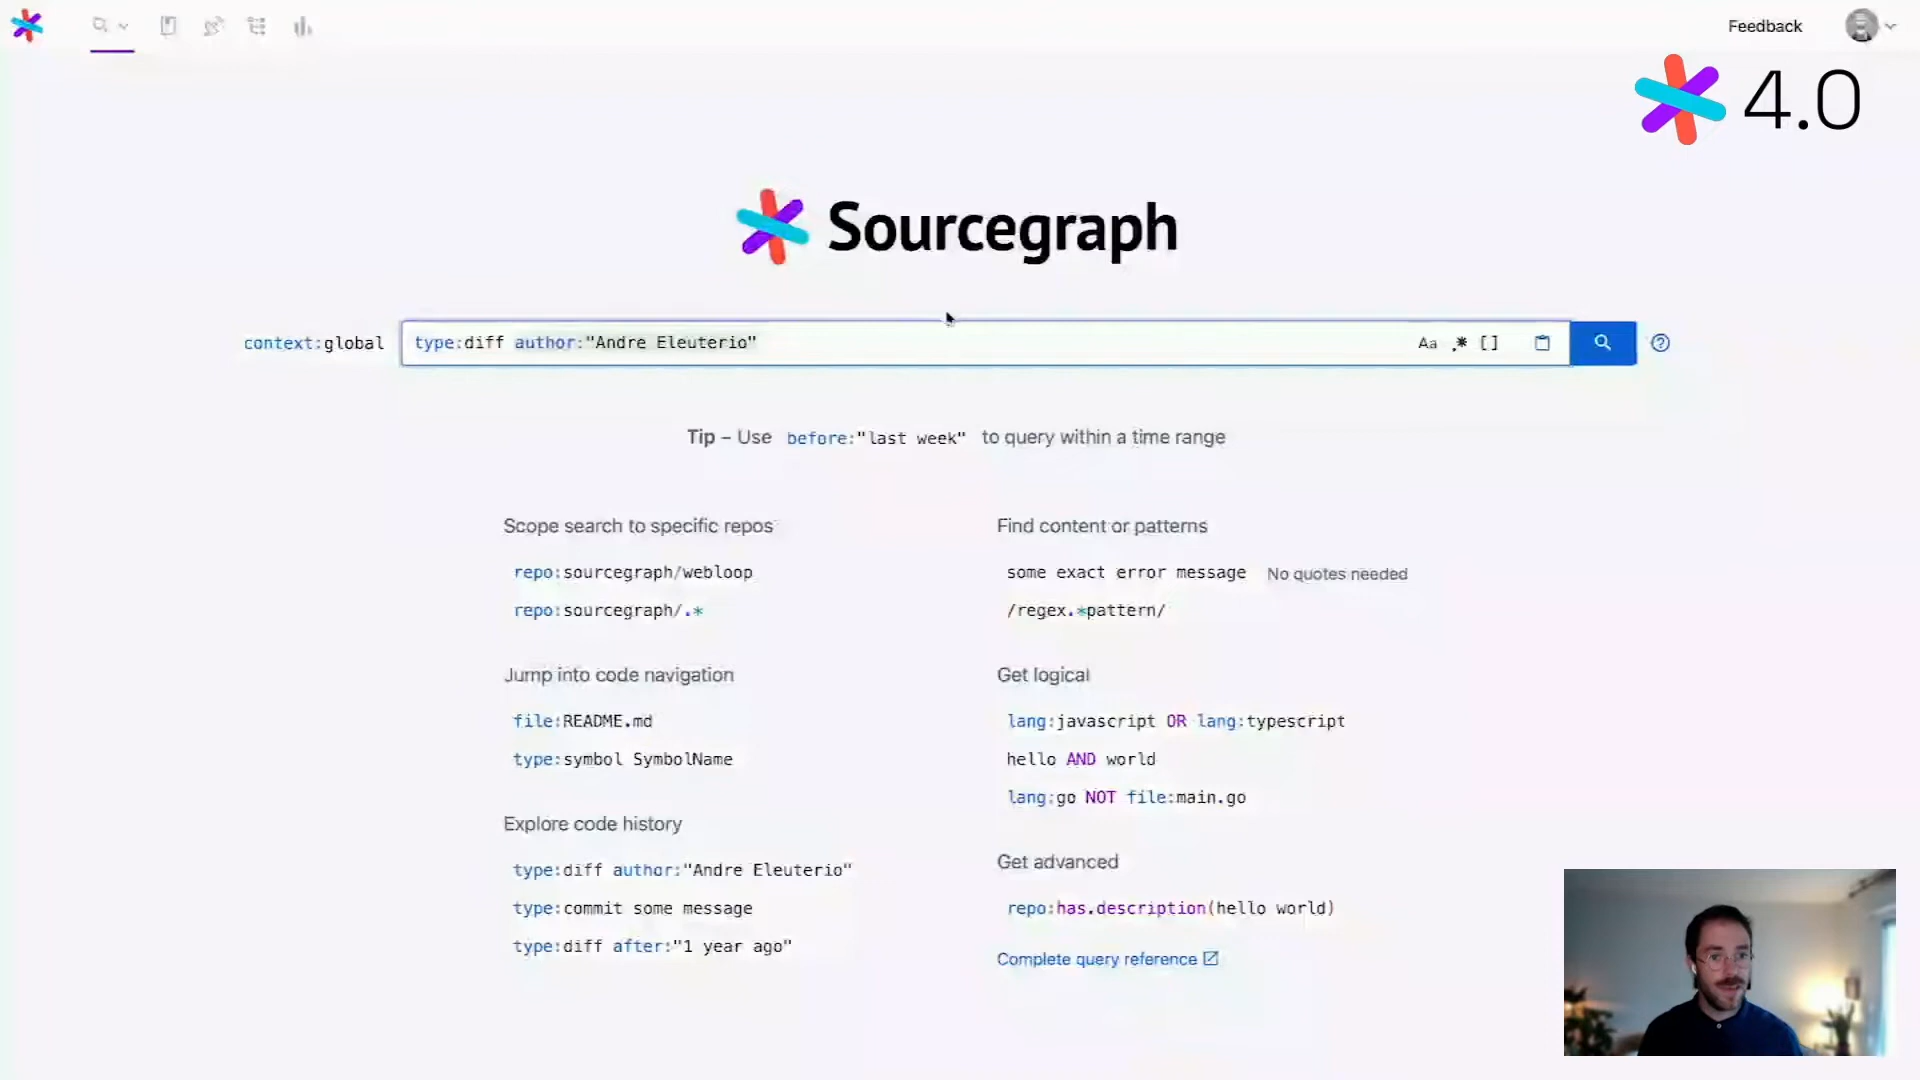 Feedback
4.0
Sourcegraph
context:global type:diff author:"Andre Eleuterio" Aa .* []
Tip – Use before:"last week" to query within a time range
Scope search to specific repos
repo:sourcegraph/webloop
repo:sourcegraph/.*
Jump into code navigation
file:README.md
type:symbol SymbolName
Explore code history
type:diff author:"Andre Eleuterio"
type:commit some message
type:diff after:"1 year ago"
Find content or patterns
some exact error message No quotes needed
/regex.*pattern/
Get logical
lang:javascript OR lang:typescript
hello AND world
lang:go NOT file:main.go
Get advanced
repo:has.description(hello world)
Complete query reference